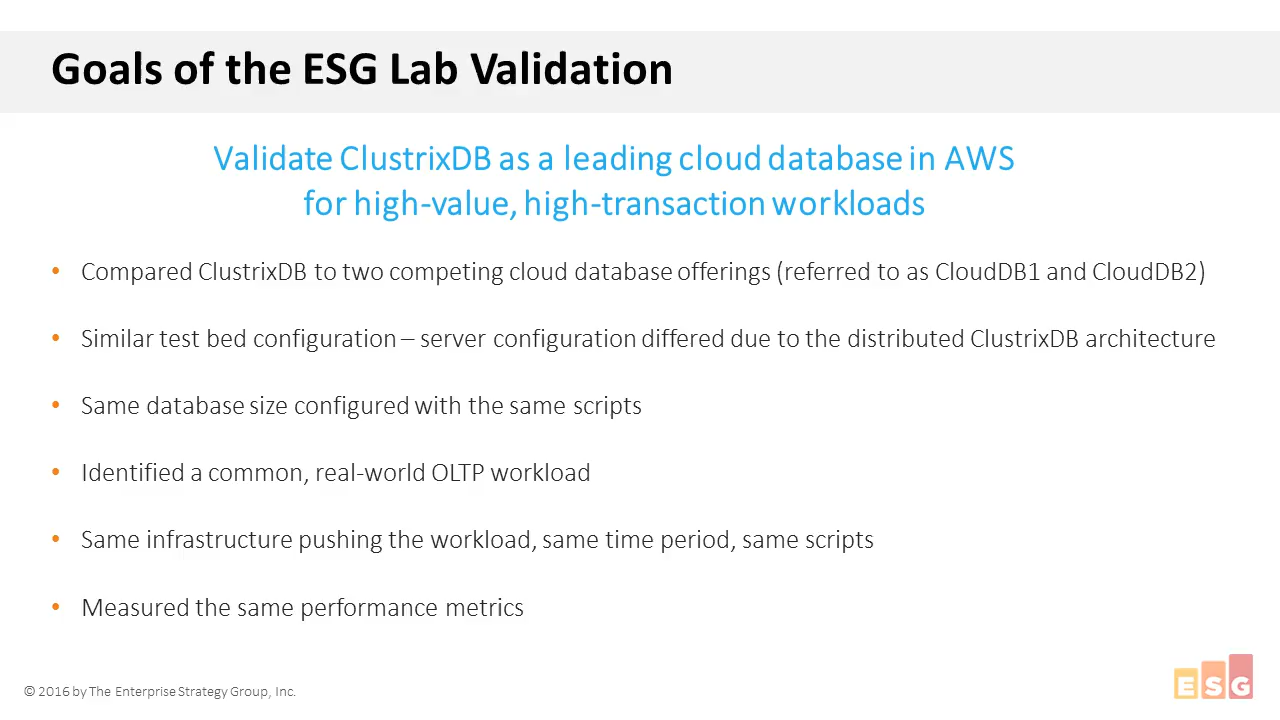 Goals of the ESG Lab Validation
Validate ClustrixDB as a leading cloud database in AWS
for high-value, high-transaction workloads
• Compared ClustrixDB to two competing cloud database offerings (referred to as CloudDB1 and CloudDB2)
• Similar test bed configuration – server configuration differed due to the distributed ClustrixDB architecture
• Same database size configured with the same scripts
• Identified a common, real-world OLTP workload
• Same infrastructure pushing the workload, same time period, same scripts
• Measured the same performance metrics
© 2016 by The Enterprise Strategy Group, Inc.
ESG